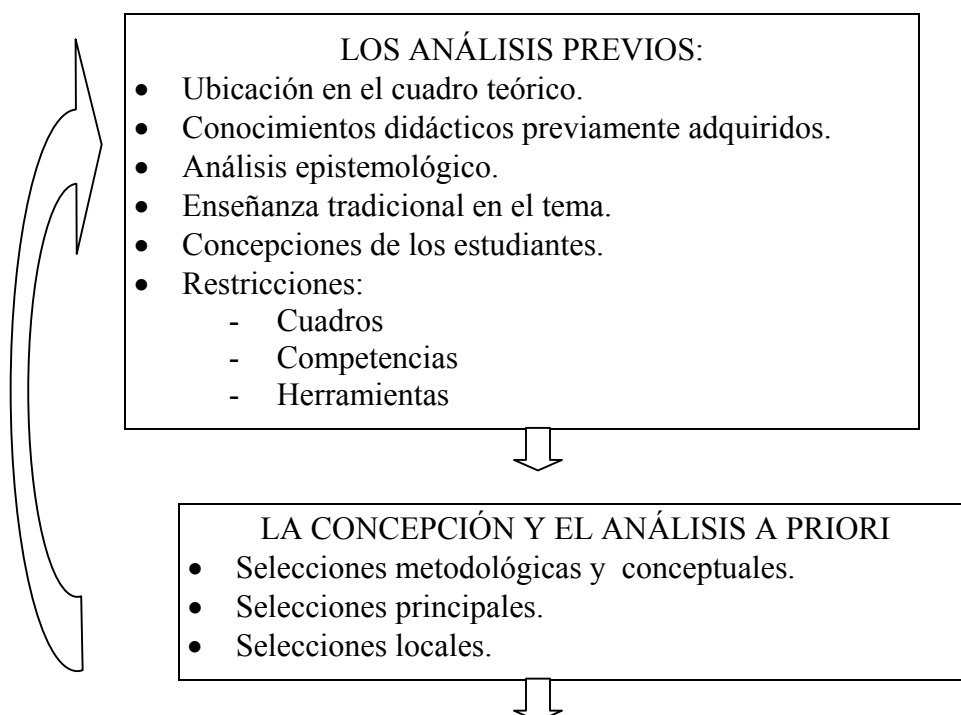 LOS ANÁLISIS PREVIOS:
• Ubicación en el cuadro teórico.
• Conocimientos didácticos previamente adquiridos.
• Análisis epistemológico.
• Enseñanza tradicional en el tema.
• Concepciones de los estudiantes.
• Restricciones:
- Cuadros
- Competencias
- Herramientas
LA CONCEPCIÓN Y EL ANÁLISIS A PRIORI
• Selecciones metodológicas y conceptuales.
• Selecciones principales.
• Selecciones locales.